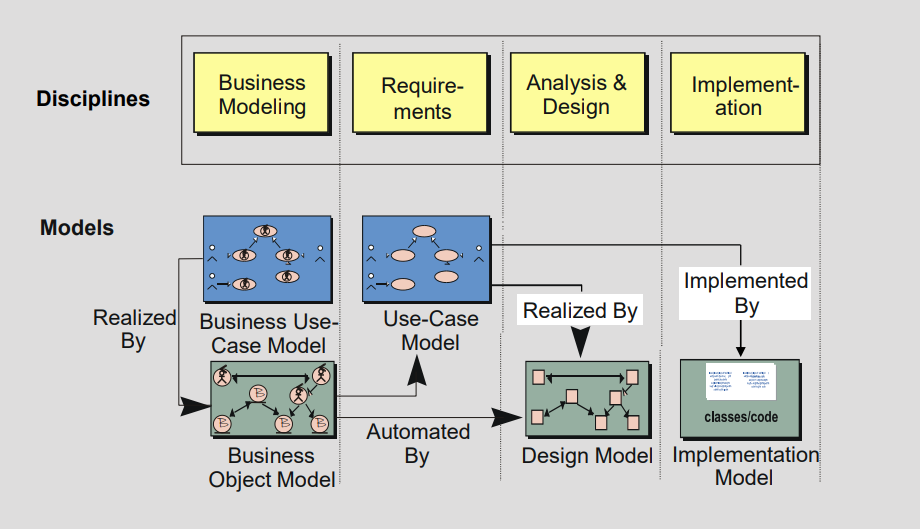 Disciplines
Business
Modeling
Require-
ments
Analysis &
Design
Implement-
ation
Models
Realized
By
Business Use-
Case Model
Use-Case
Model
Realized By
Implemented
By
B
B
B
B
Automated
By
classes/code
Business
Object Model
Design Model
Implementation
Model